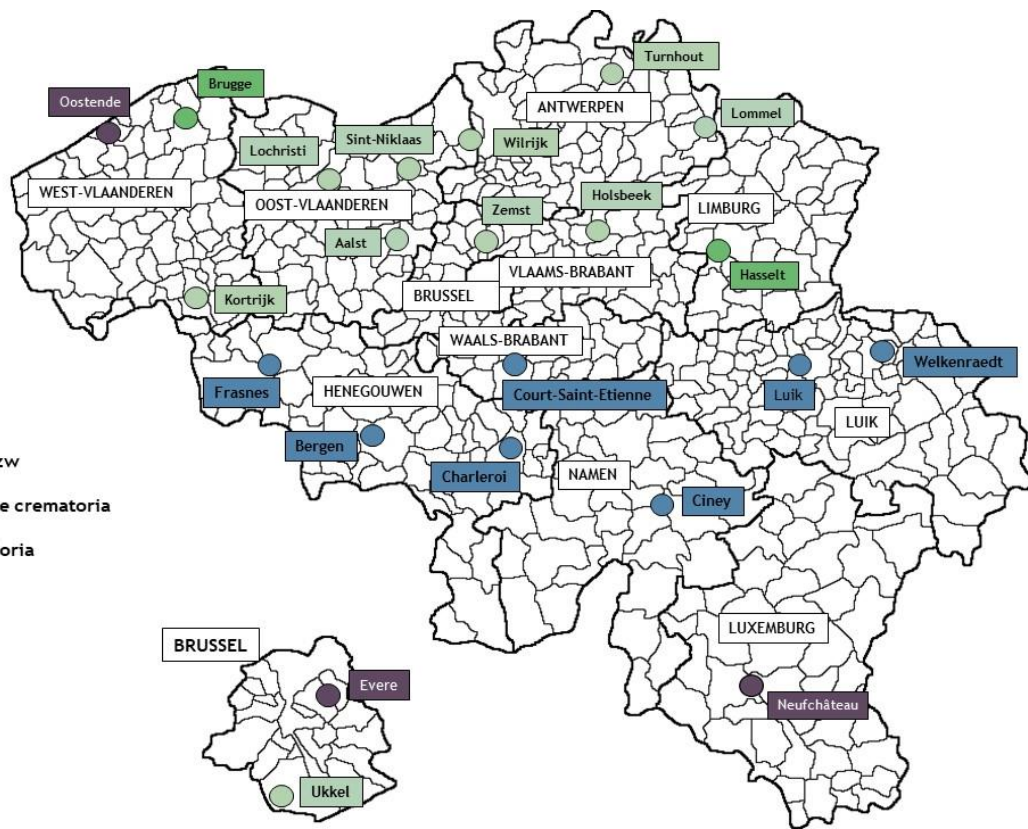 Turnhout
Brugge
Oostende
ANTWERPEN
Lommel
Sint-Niklaas
Lochristi
Wilrijk
WEST-VLAANDEREN
Holsbeek
OOST-VLAANDEREN
Zemst
LIMBURG
Aalst
VLAAMS-BRABANT
Hasselt
BRUSSEL
Kortrijk
WAALS-BRABANT
Welkenraedt
Frasnes
HENEGOUWEN
Court-Saint-Etienne
Luik
LUIK
Bergen
zw
Charleroi
NAMEN
Ciney
e crematoria
oria
LUXEMBURG
BRUSSEL
Evere
Neufchâteau
Ukkel